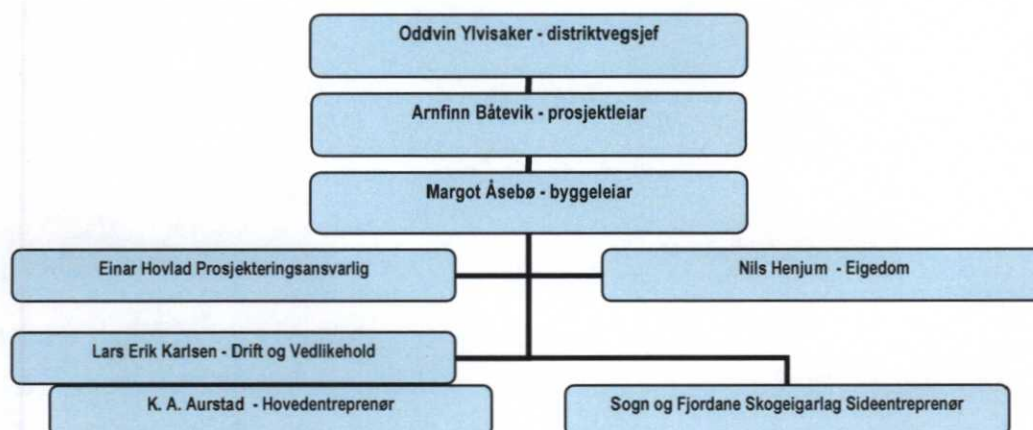 Oddvin Ylvisaker - distriktvegsjef
Arnfinn Båtevik - prosjektleiar
Margot Åsebø - byggeleiar
Einar Hovlad Prosjekteringsansvarlig
Nils Henjum - Eigedom
Lars Erik Karlsen - Drift og Vedlikehold
K. A. Aurstad - Hovedentreprenør
Sogn og Fjordane Skogeigarlag Sideentreprenør